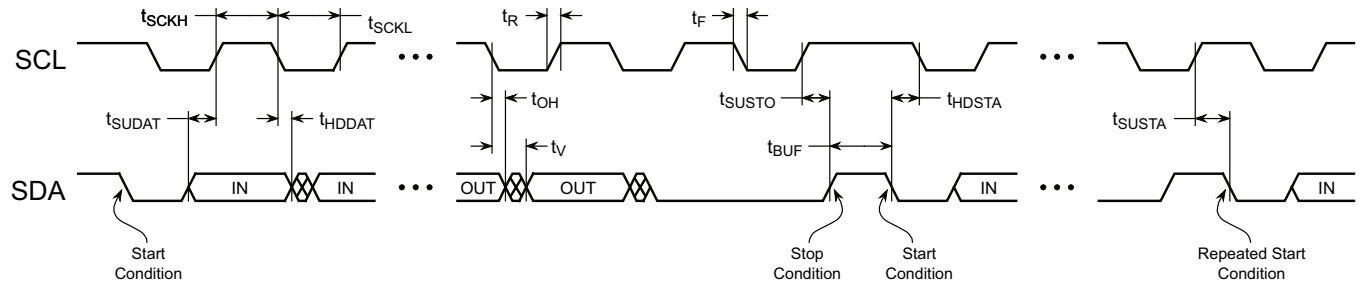 tSCKH
tSCKL
tR
tF
SCL
•••
•••
•••
tSUDAT
tHDDAT
tOH
tV
tSUSTO
tHDSTA
tBUF
tSUSTA
SDA
IN
IN
•••
OUT
OUT
•••
IN
•••
IN
Start
Condition
Stop
Condition
Start
Condition
Repeated Start
Condition